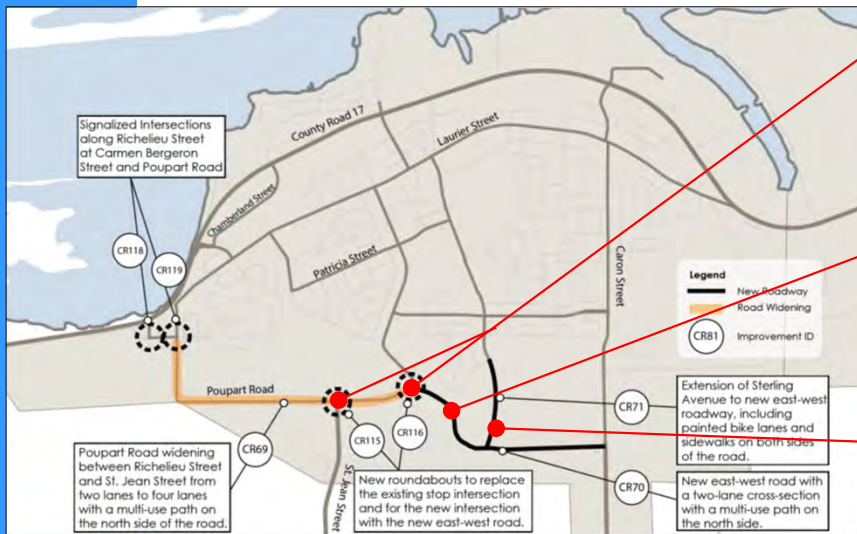 County Road 17
Laurier Street
Signalized Intersections
along Richelieu Street
at Carmen Bergeron
Street and Poupart Road
Chamberland Street
CR118
CR119
Patricia Street
Caron Street
Legend
New Roadway
Road Widening
CR81
Improvement ID
Poupart Road
CR71
Extension of Sterling
Avenue to new east-west
roadway, including
painted bike lanes and
sidewalks on both sides
of the road.
CR69
CR115
CR116
St. Jean Street
Poupart Road widening
between Richelieu Street
and St. Jean Street from
two lanes to four lanes
with a multi-use path on
the north side of the road.
New roundabouts to replace
the existing stop intersection
and for the new intersection
with the new east-west road.
CR70
New east-west road with
a two-lane cross-section
with a multi-use path on
the north side.